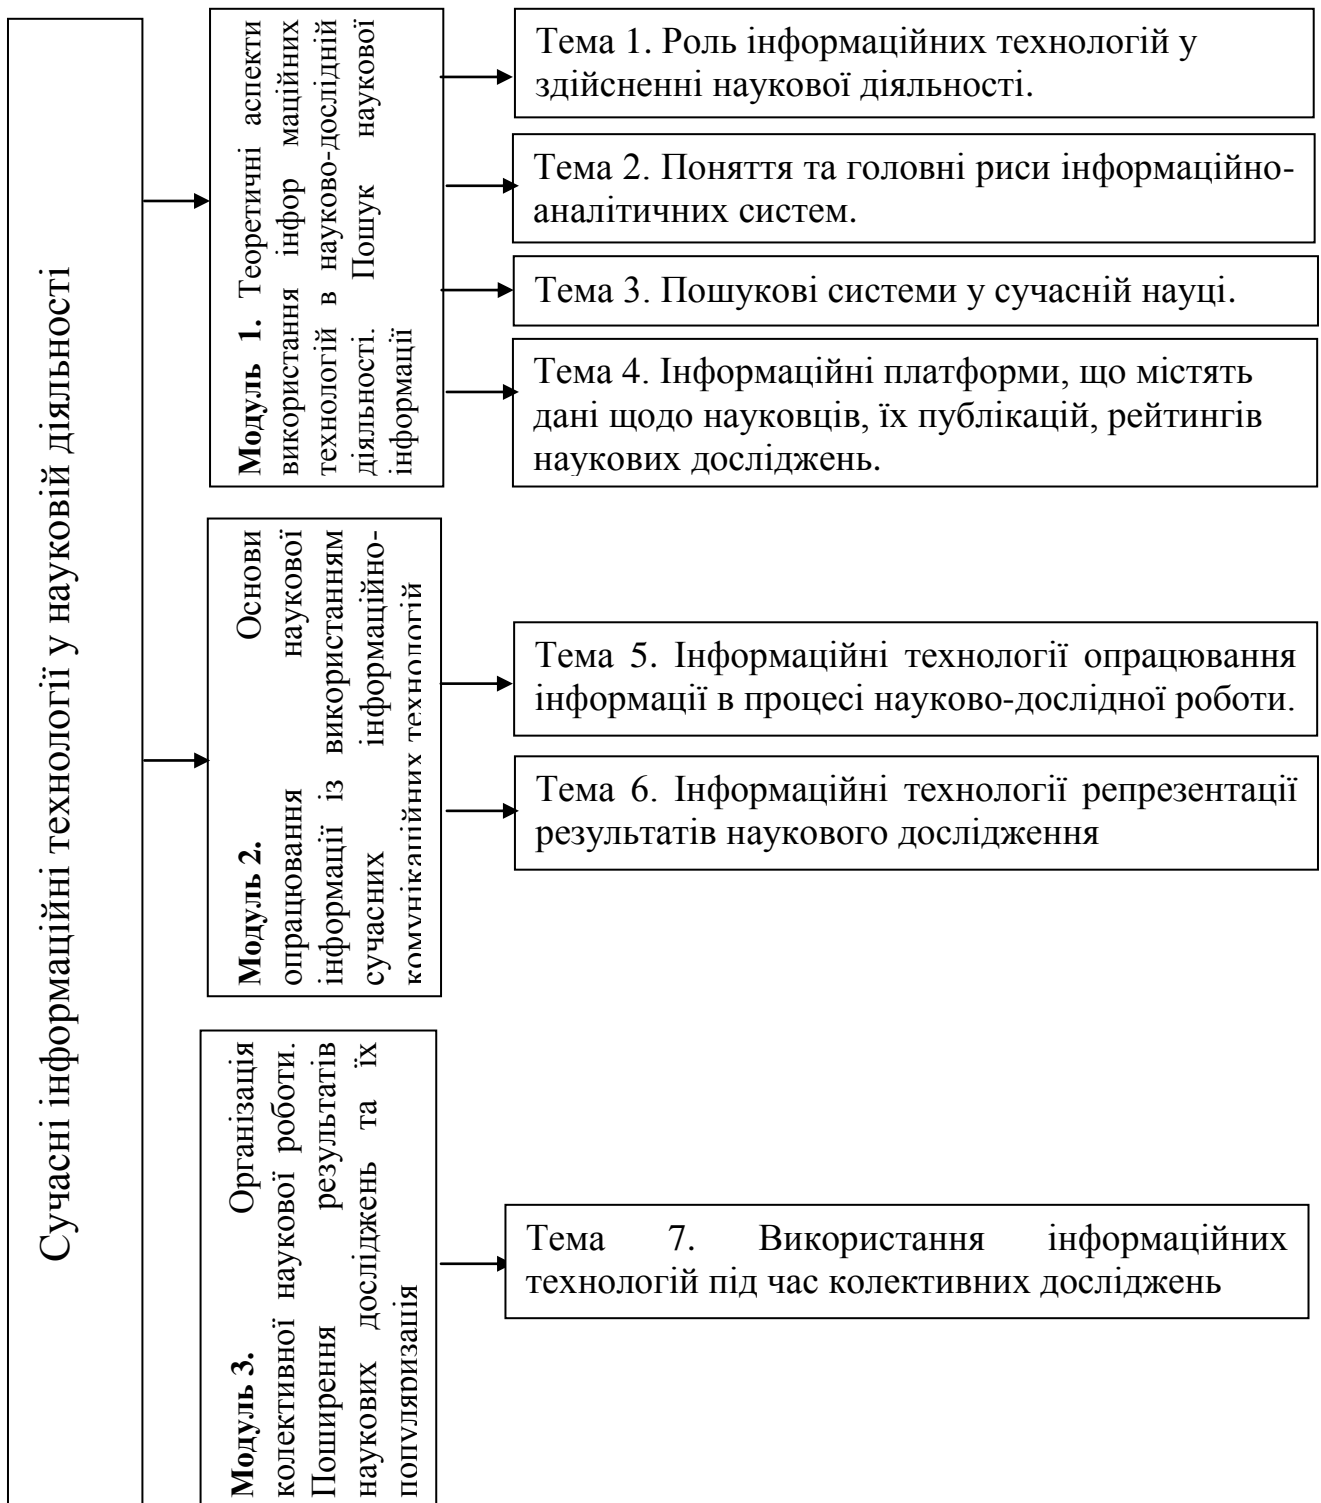 Сучасні інформаційні технології у науковій діяльності
Модуль 1. Теоретичні аспекти
використання інфор маційних
технологій в науково-дослідній
діяльності. Пошук наукової
інформації
Тема 1. Роль інформаційних технологій у
здійсненні наукової діяльності.
Тема 2. Поняття та головні риси інформаційно-
аналітичних систем.
Тема 3. Пошукові системи у сучасній науці.
Тема 4. Інформаційні платформи, що містять
дані щодо науковців, їх публікацій, рейтингів
наукових досліджень.
Модуль 2. Основи
опрацювання наукової
інформації із використанням
сучасних інформаційно-
комунікаційних технологій
Тема 5. Інформаційні технології опрацювання
інформації в процесі науково-дослідної роботи.
Тема 6. Інформаційні технології репрезентації
результатів наукового дослідження
Модуль 3. Організація
колективної наукової роботи.
Поширення результатів
наукових досліджень та їх
популяризація
Тема 7. Використання інформаційних
технологій під час колективних досліджень